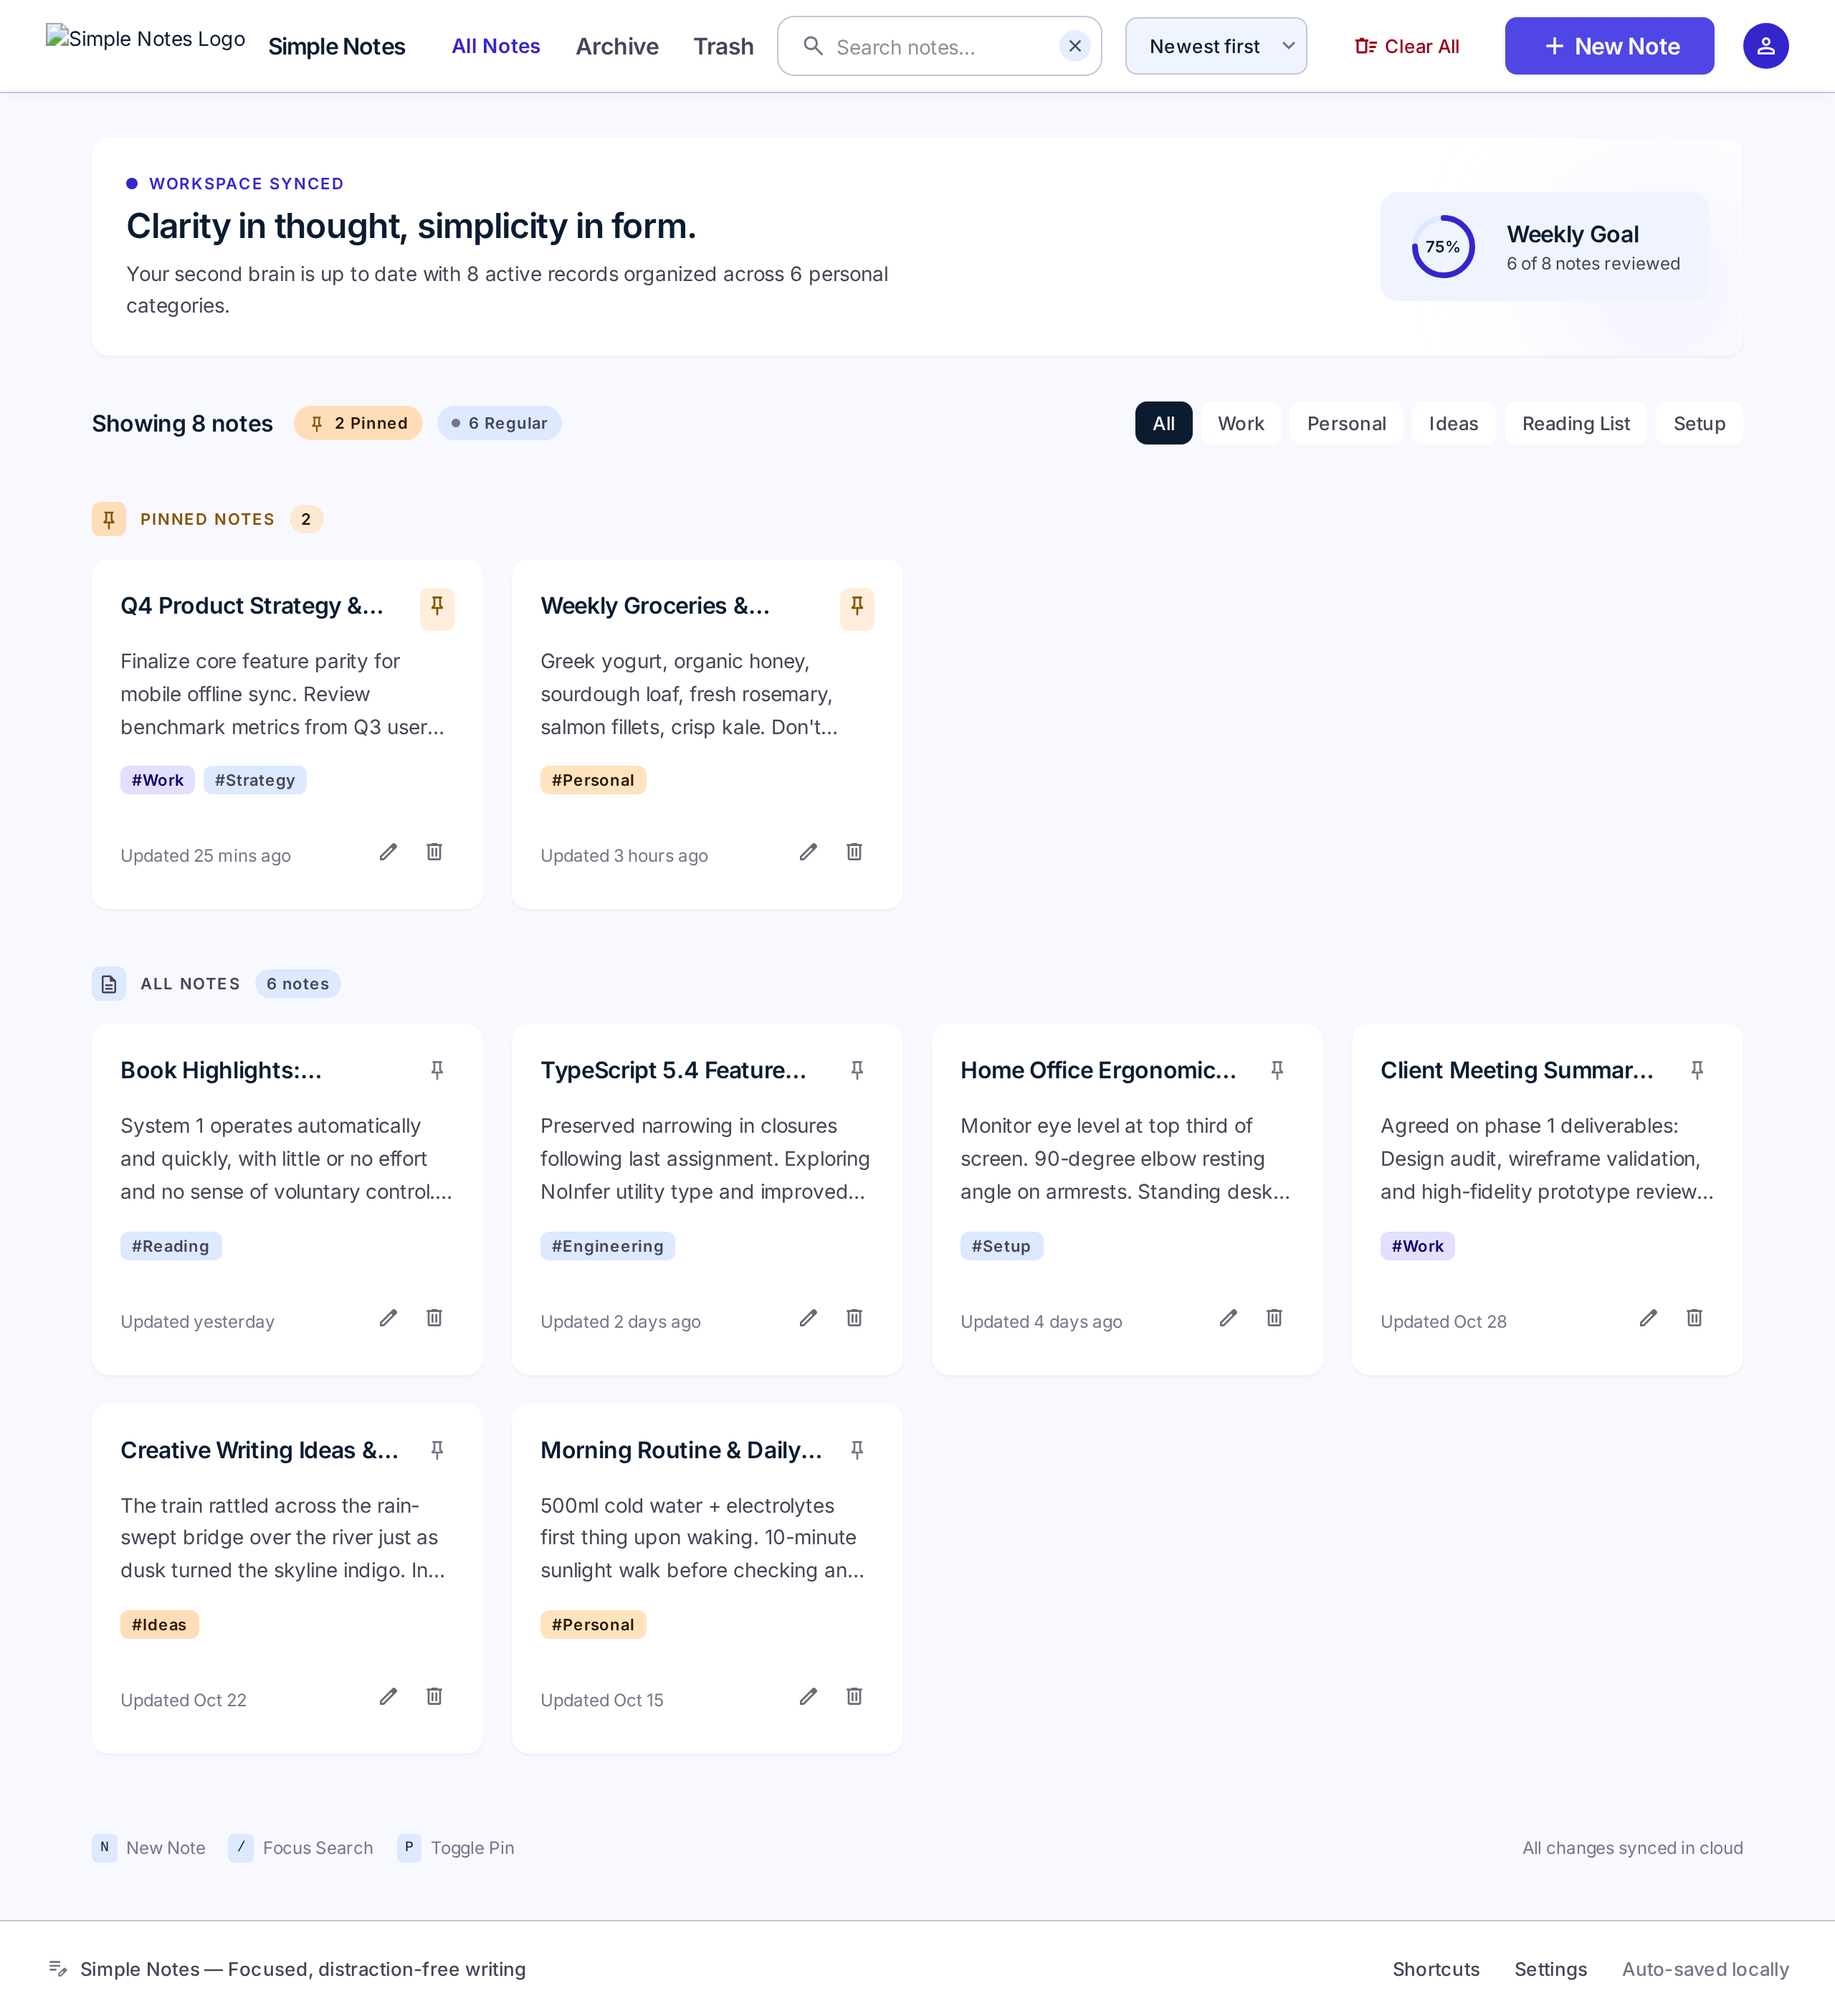 Simple Notes Logo
Simple Notes
All Notes
Archive
Trash
Search notes...
Newest first
Clear All
New Note
WORKSPACE SYNCED
Clarity in thought, simplicity in form.
Your second brain is up to date with 8 active records organized across 6 personal
categories.
75%
Weekly Goal
6 of 8 notes reviewed
Showing 8 notes
2 Pinned
6 Regular
All
Work
Personal
Ideas
Reading List
Setup
PINNED NOTES
2
Q4 Product Strategy &...
Finalize core feature parity for
mobile offline sync. Review
benchmark metrics from Q3 user...
#Work
#Strategy
Updated 25 mins ago
Weekly Groceries &...
Greek yogurt, organic honey,
sourdough loaf, fresh rosemary,
salmon fillets, crisp kale. Don't...
#Personal
Updated 3 hours ago
ALL NOTES
6 notes
Book Highlights:...
System 1 operates automatically
and quickly, with little or no effort
and no sense of voluntary control....
#Reading
Updated yesterday
TypeScript 5.4 Feature...
Preserved narrowing in closures
following last assignment. Exploring
NoInfer utility type and improved...
#Engineering
Updated 2 days ago
Home Office Ergonomic...
Monitor eye level at top third of
screen. 90-degree elbow resting
angle on armrests. Standing desk...
#Setup
Updated 4 days ago
Client Meeting Summar...
Agreed on phase 1 deliverables:
Design audit, wireframe validation,
and high-fidelity prototype review...
#Work
Updated Oct 28
Creative Writing Ideas &...
The train rattled across the rain-
swept bridge over the river just as
dusk turned the skyline indigo. In...
#Ideas
Updated Oct 22
Morning Routine & Daily...
500ml cold water + electrolytes
first thing upon waking. 10-minute
sunlight walk before checking an...
#Personal
Updated Oct 15
N New Note
/ Focus Search
P Toggle Pin
All changes synced in cloud
Simple Notes — Focused, distraction-free writing
Shortcuts
Settings
Auto-saved locally